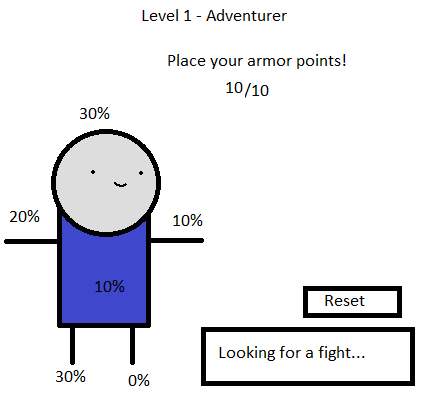 Level 1 - Adventurer
Place your armor points!
10/10
30%
20%
10%
10%
30%
0%
Reset
Looking for a fight...